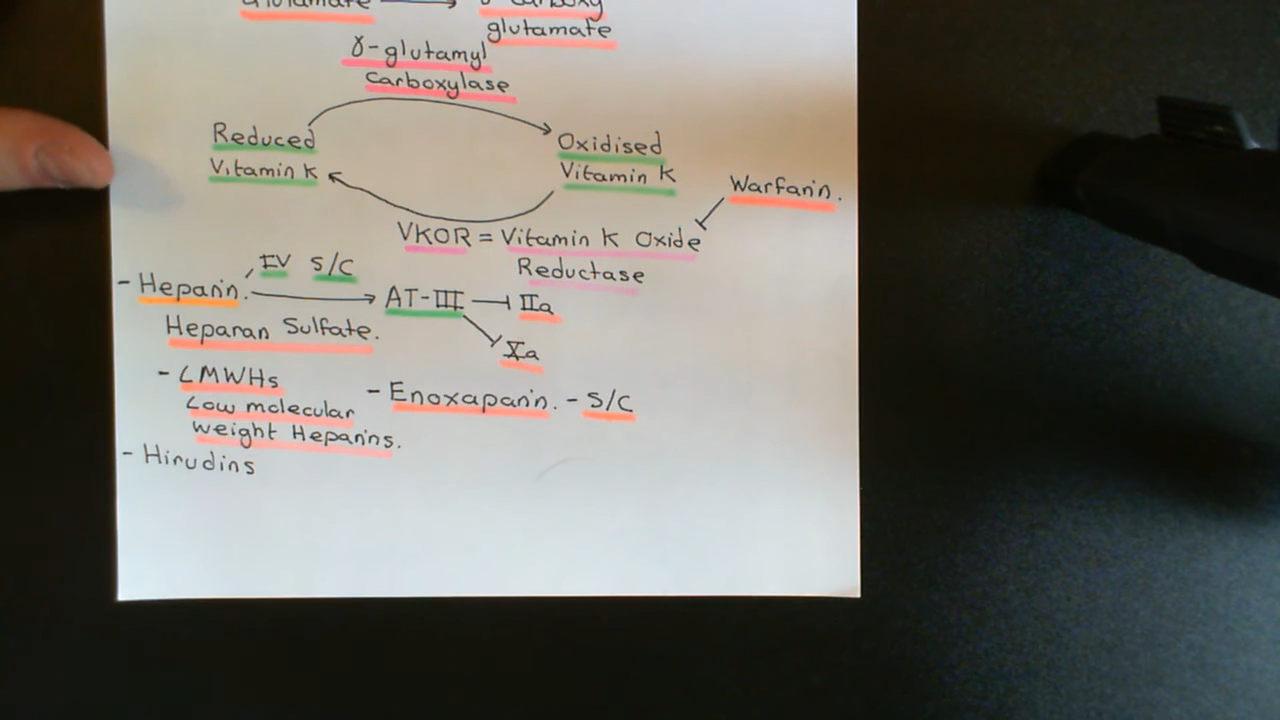 Glutamate → γ-carboxy
glutamate
γ-glutamyl
Carboxylase
Reduced
Vitamin K
Oxidised
Vitamin K
Warfarin.
VKOR = Vitamin K Oxide
Reductase
- Heparin. IV S/C → AT-III ⊣ IIa
Heparan Sulfate.
Xa
- LMWHs
Low molecular
weight Heparins.
- Enoxaparin. - S/C
- Hirudins